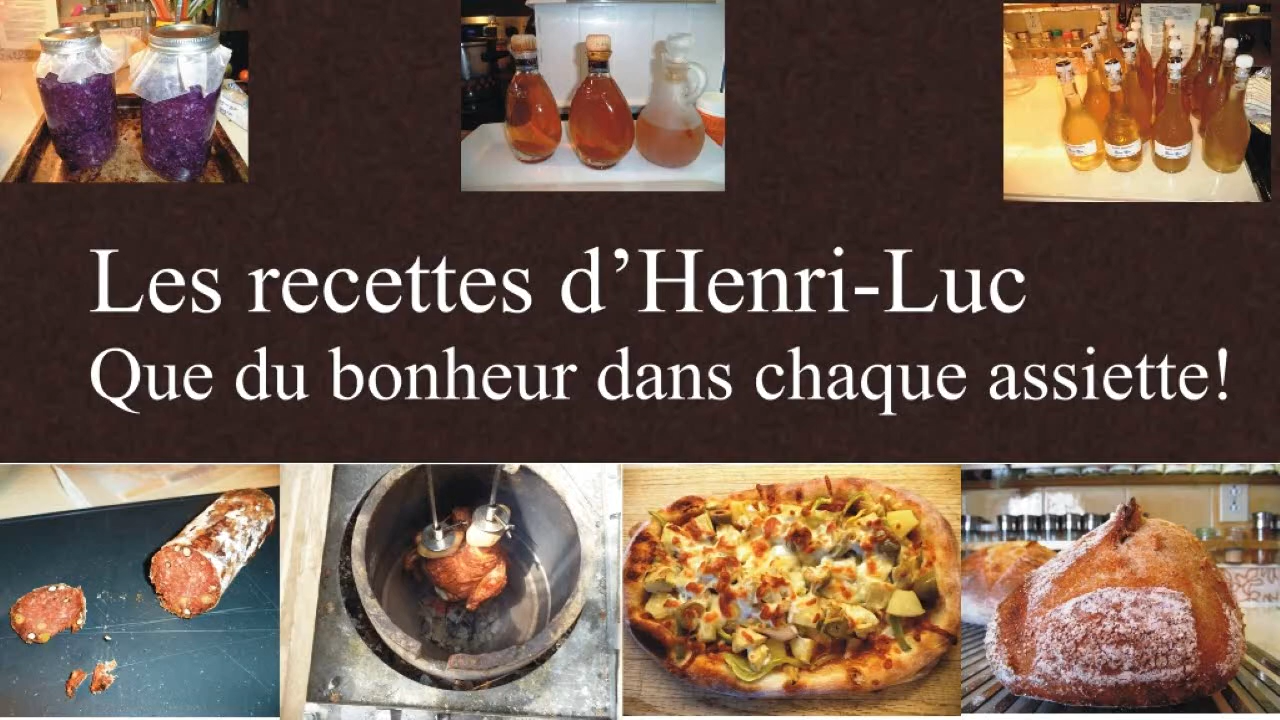 Les recettes d’Henri-Luc
Que du bonheur dans chaque assiette!